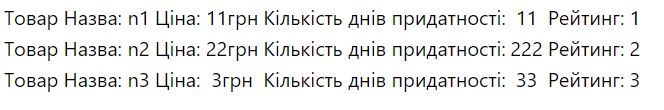 Товар Назва: n1 Ціна: 11грн Кількість днів придатності: 11 Рейтинг: 1
Товар Назва: n2 Ціна: 22грн Кількість днів придатності: 222 Рейтинг: 2
Товар Назва: n3 Ціна: 3грн Кількість днів придатності: 33 Рейтинг: 3